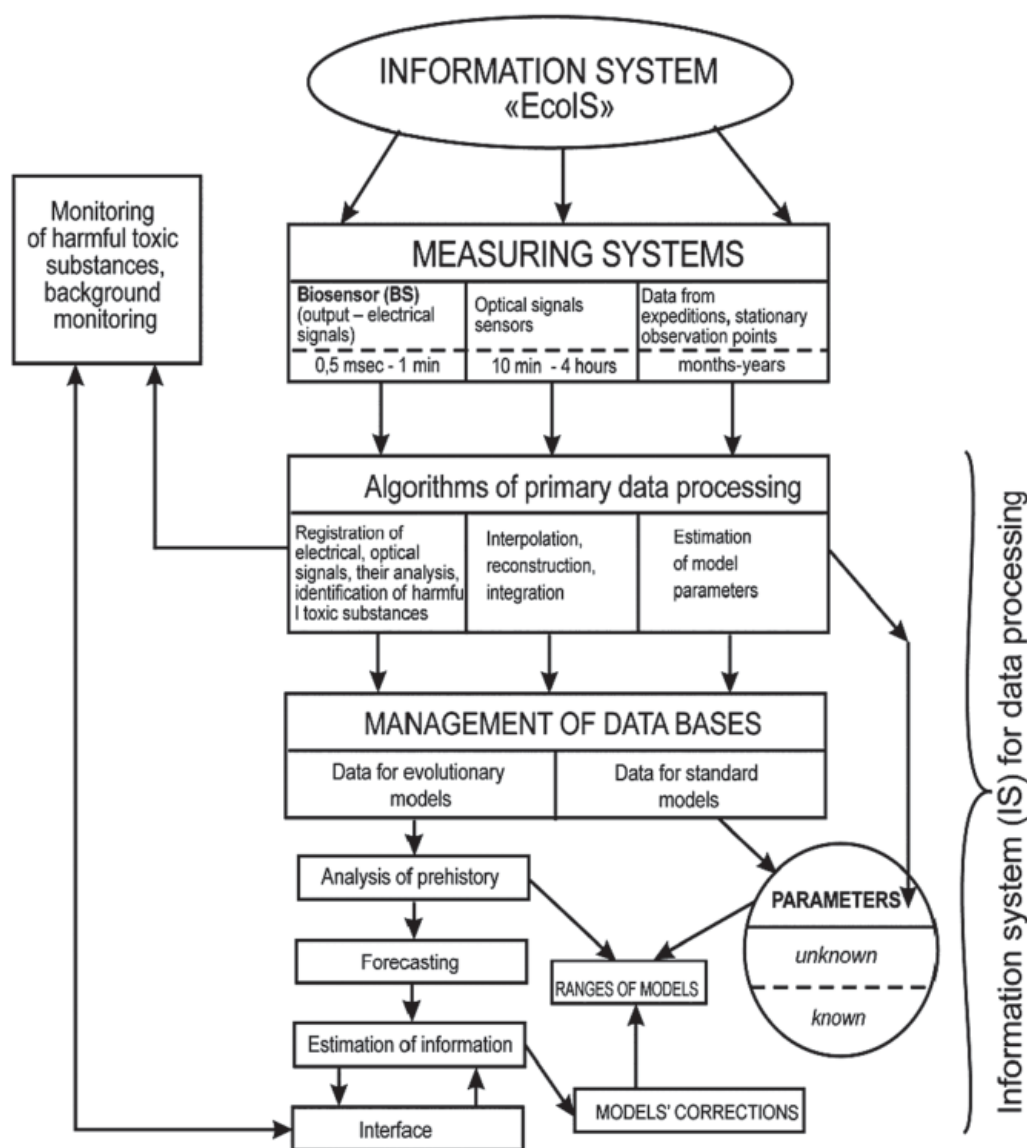 INFORMATION SYSTEM
«EcoIS»
Monitoring
of harmful toxic
substances,
background
monitoring
MEASURING SYSTEMS
Biosensor (BS)
(output – electrical
signals)
0,5 msec - 1 min
Optical signals
sensors
10 min - 4 hours
Data from
expeditions, stationary
observation points
months-years
Algorithms of primary data processing
Registration of
electrical, optical
signals, their analysis,
identification of harmfu
l toxic substances
Interpolation,
reconstruction,
integration
Estimation
of model
parameters
MANAGEMENT OF DATA BASES
Data for evolutionary
models
Data for standard
models
Analysis of prehistory
Forecasting
Estimation of information
Interface
RANGES OF MODELS
MODELS' CORRECTIONS
PARAMETERS
unknown
known
Information system (IS) for data processing